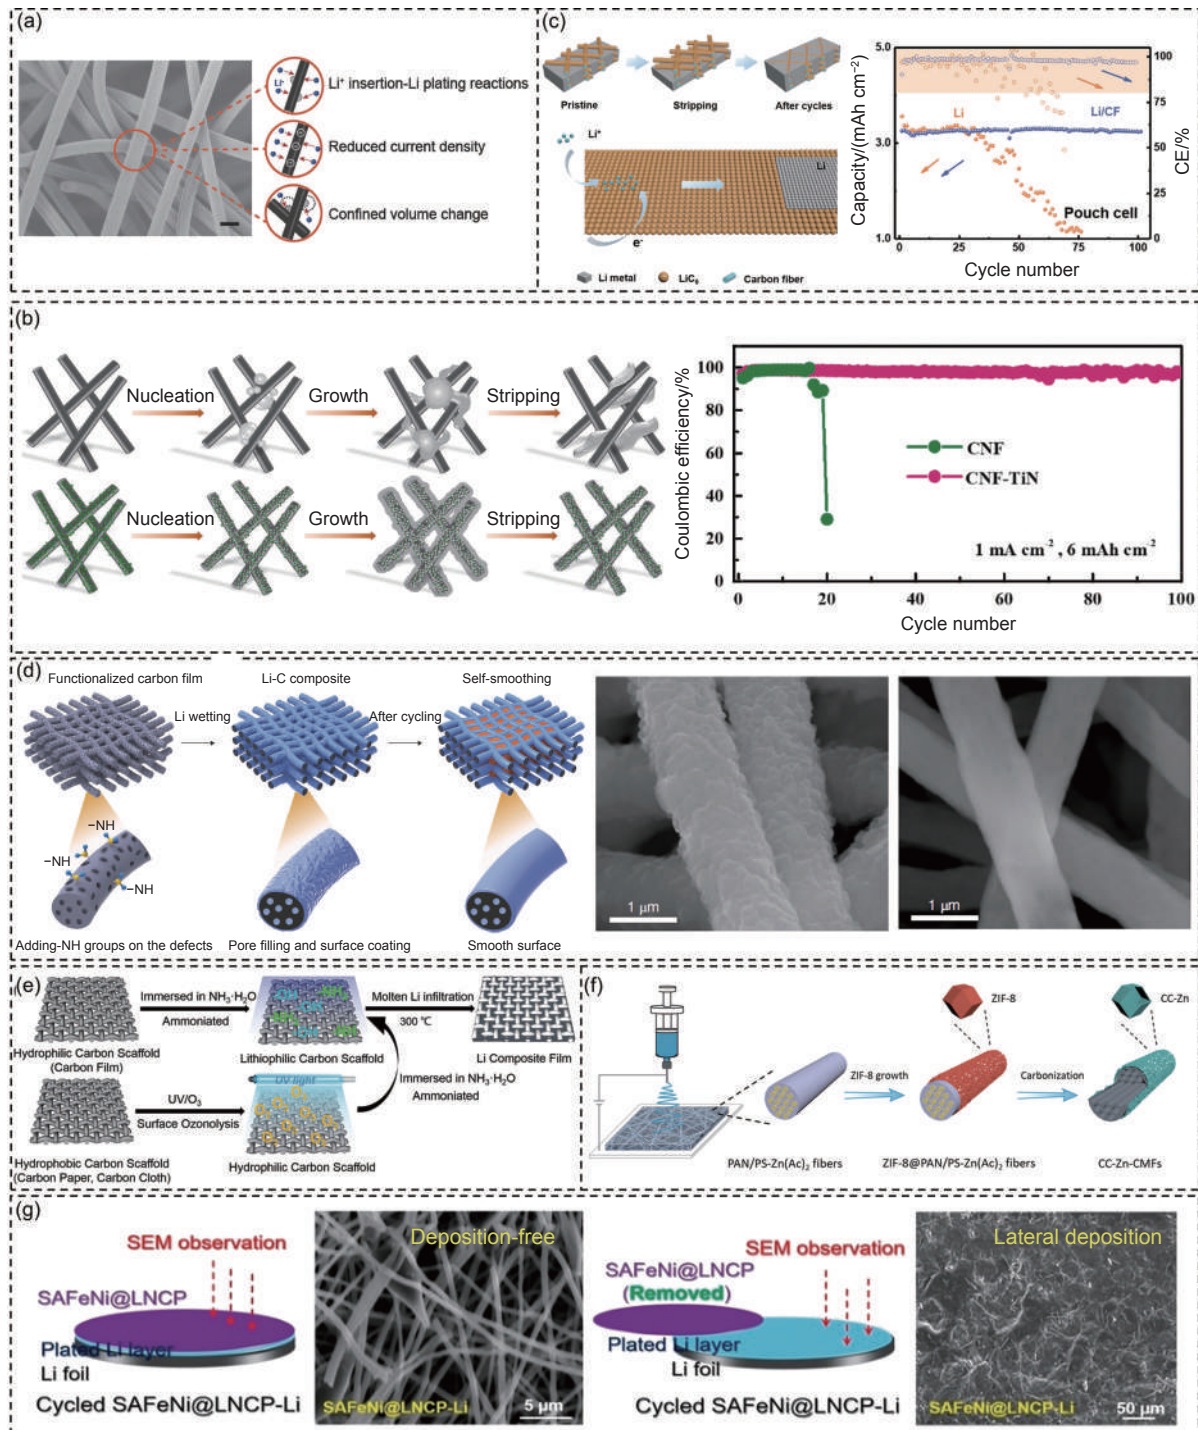 (a)
Li⁺
Li⁺ insertion-Li plating reactions
Reduced current density
Confined volume change
(c)
Pristine
Stripping
After cycles
Li⁺
Li
e⁻
Li metal
LiC₆
Carbon fiber
Capacity/(mAh cm⁻²)
5.0
3.0
1.0
Li
Li/CF
Pouch cell
100
75
50
25
0
CE/%
0
25
50
75
100
Cycle number
(b)
Nucleation
Growth
Stripping
Nucleation
Growth
Stripping
Coulombic efficiency/%
100
80
60
40
20
0
CNF
CNF-TiN
1 mA cm⁻² , 6 mAh cm⁻²
0
20
40
60
80
100
Cycle number
(d)
Functionalized carbon film
Li-C composite
Self-smoothing
Li wetting
After cycling
−NH
−NH
−NH
Adding-NH groups on the defects
Pore filling and surface coating
Smooth surface
1 μm
1 μm
(e)
Immersed in NH₃·H₂O
Ammoniated
Molten Li infiltration
300 ℃
Hydrophilic Carbon Scaffold
(Carbon Film)
Lithiophilic Carbon Scaffold
Li Composite Film
UV light
Immersed in NH₃·H₂O
Ammoniated
UV/O₃
Surface Ozonolysis
Hydrophobic Carbon Scaffold
(Carbon Paper, Carbon Cloth)
Hydrophilic Carbon Scaffold
(f)
ZIF-8
CC-Zn
ZIF-8 growth
Carbonization
PAN/PS-Zn(Ac)₂ fibers
ZIF-8@PAN/PS-Zn(Ac)₂ fibers
CC-Zn-CMFs
(g)
SEM observation
SAFeNi@LNCP
Plated Li layer
Li foil
Cycled SAFeNi@LNCP-Li
Deposition-free
SAFeNi@LNCP-Li
5 μm
SEM observation
SAFeNi@LNCP
(Removed)
Plated Li layer
Li foil
Cycled SAFeNi@LNCP-Li
Lateral deposition
SAFeNi@LNCP-Li
50 μm